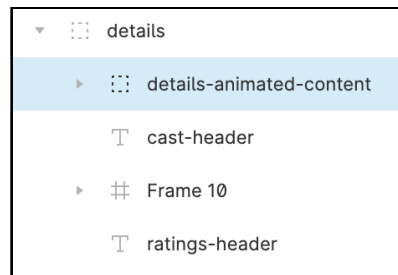 details
details-animated-content
cast-header
Frame 10
ratings-header